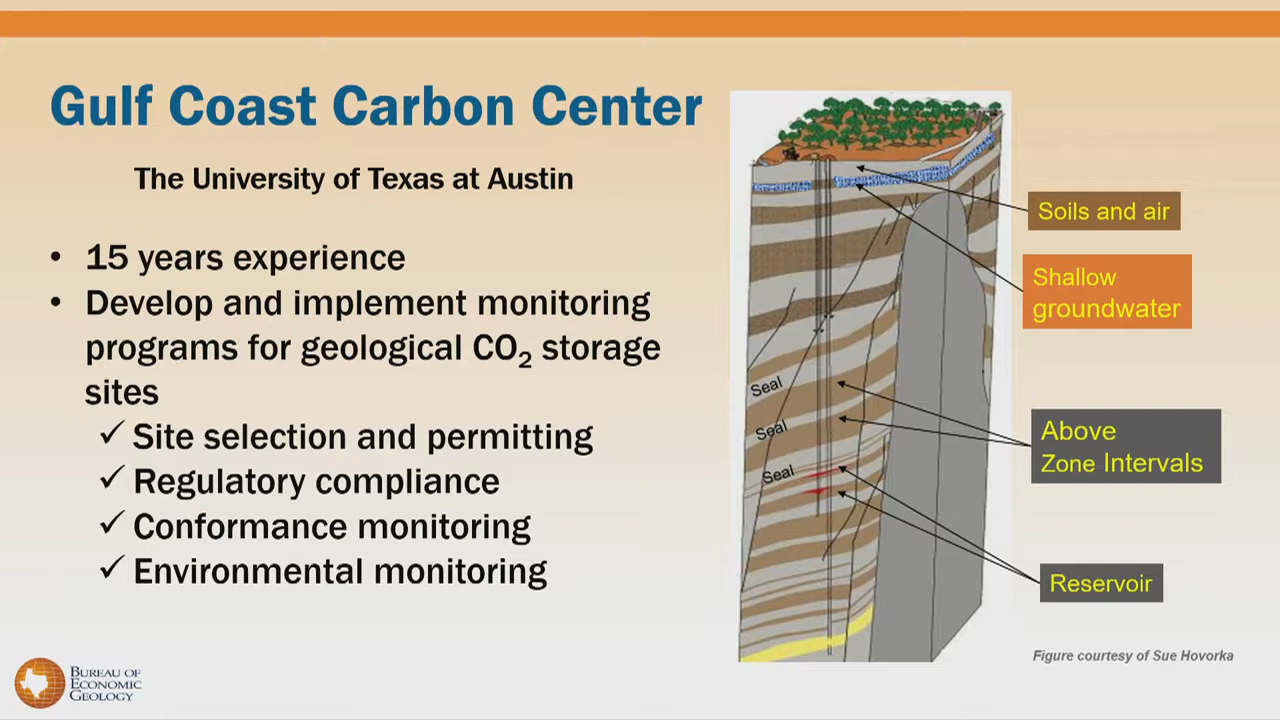 Gulf Coast Carbon Center
The University of Texas at Austin
• 15 years experience
• Develop and implement monitoring
programs for geological CO₂ storage
sites
✓ Site selection and permitting
✓ Regulatory compliance
✓ Conformance monitoring
✓ Environmental monitoring
Soils and air
Shallow
groundwater
Seal
Seal
Seal
Above
Zone Intervals
Reservoir
Figure courtesy of Sue Hovorka
BUREAU OF
ECONOMIC
GEOLOGY